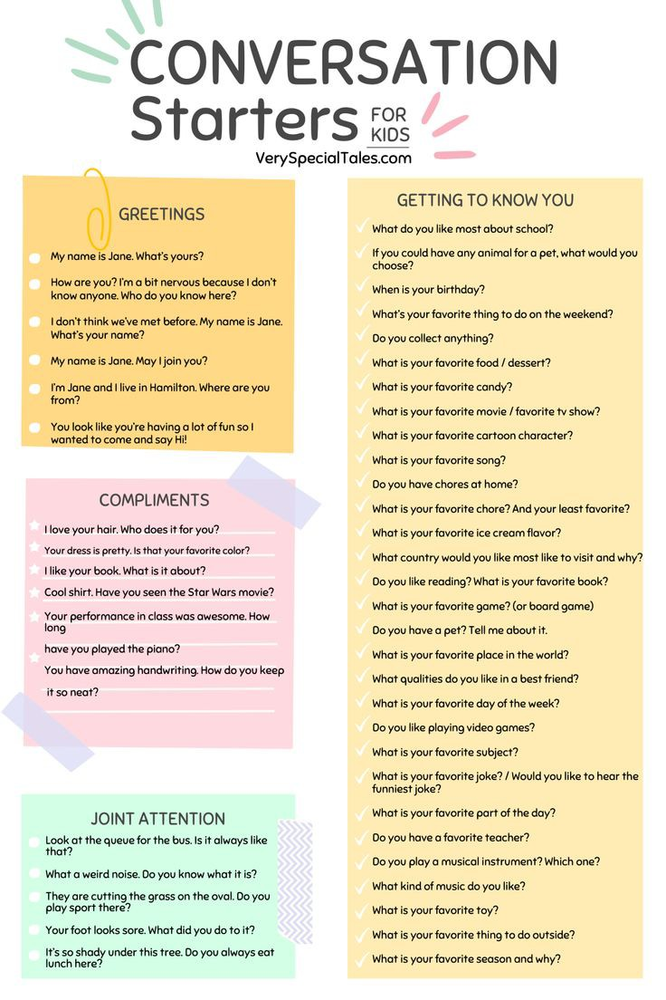 CONVERSATION
Starters FOR
KIDS
VerySpecialTales.com
GREETINGS
My name is Jane. What's yours?
How are you? I'm a bit nervous because I don't
know anyone. Who do you know here?
I don't think we've met before. My name is Jane.
What's your name?
My name is Jane. May I join you?
I'm Jane and I live in Hamilton. Where are you
from?
You look like you're having a lot of fun so I
wanted to come and say Hi!
COMPLIMENTS
I love your hair. Who does it for you?
Your dress is pretty. Is that your favorite color?
I like your book. What is it about?
Cool shirt. Have you seen the Star Wars movie?
Your performance in class was awesome. How
long
have you played the piano?
You have amazing handwriting. How do you keep
it so neat?
JOINT ATTENTION
Look at the queue for the bus. Is it always like
that?
What a weird noise. Do you know what it is?
They are cutting the grass on the oval. Do you
play sport there?
Your foot looks sore. What did you do to it?
It's so shady under this tree. Do you always eat
lunch here?
GETTING TO KNOW YOU
What do you like most about school?
If you could have any animal for a pet, what would you
choose?
When is your birthday?
What's your favorite thing to do on the weekend?
Do you collect anything?
What is your favorite food / dessert?
What is your favorite candy?
What is your favorite movie / favorite tv show?
What is your favorite cartoon character?
What is your favorite song?
Do you have chores at home?
What is your favorite chore? And your least favorite?
What is your favorite ice cream flavor?
What country would you like most like to visit and why?
Do you like reading? What is your favorite book?
What is your favorite game? (or board game)
Do you have a pet? Tell me about it.
What is your favorite place in the world?
What qualities do you like in a best friend?
What is your favorite day of the week?
Do you like playing video games?
What is your favorite subject?
What is your favorite joke? / Would you like to hear the
funniest joke?
What is your favorite part of the day?
Do you have a favorite teacher?
Do you play a musical instrument? Which one?
What kind of music do you like?
What is your favorite toy?
What is your favorite thing to do outside?
What is your favorite season and why?